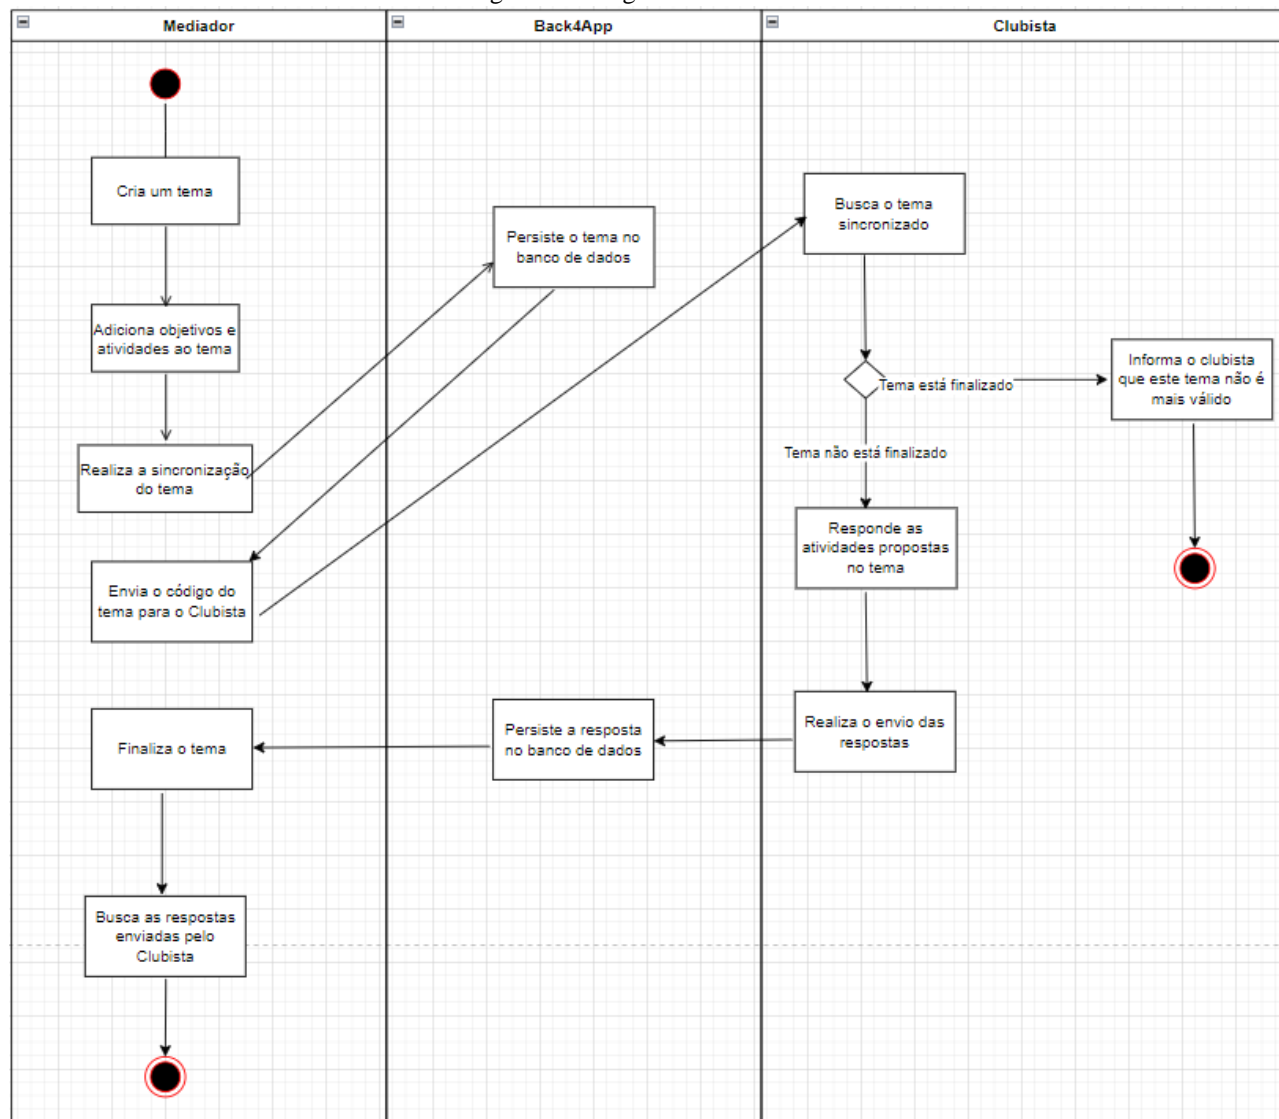 Mediador
Back4App
Clubista
Cria um tema
Adiciona objetivos e
atividades ao tema
Realiza a sincronização
do tema
Persiste o tema no
banco de dados
Envia o código do
tema para o Clubista
Busca o tema
sincronizado
Tema está finalizado
Informa o clubista
que este tema não é
mais válido
Tema não está finalizado
Responde as
atividades propostas
no tema
Realiza o envio das
respostas
Persiste a resposta
no banco de dados
Finaliza o tema
Busca as respostas
enviadas pelo
Clubista